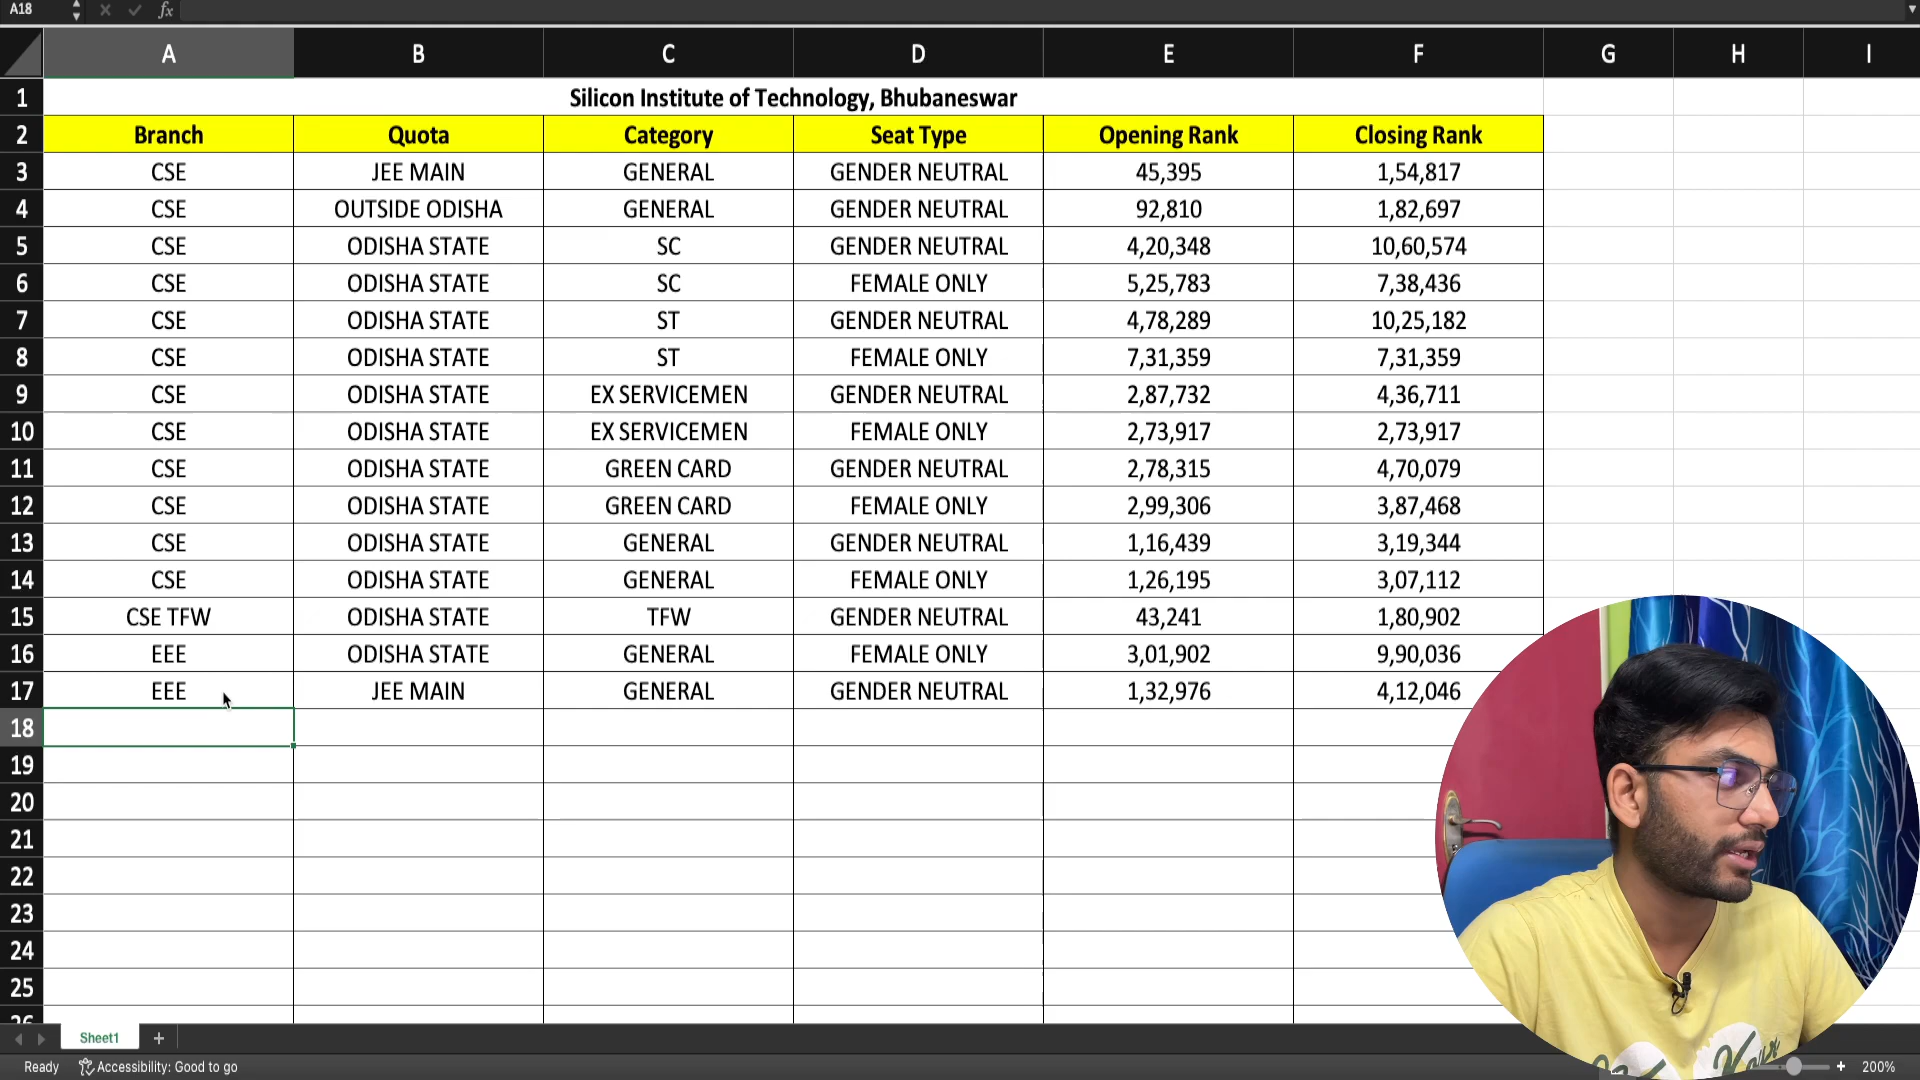 A18 fx
A B C D E F G H I
1 Silicon Institute of Technology, Bhubaneswar
2 Branch Quota Category Seat Type Opening Rank Closing Rank
3 CSE JEE MAIN GENERAL GENDER NEUTRAL 45,395 1,54,817
4 CSE OUTSIDE ODISHA GENERAL GENDER NEUTRAL 92,810 1,82,697
5 CSE ODISHA STATE SC GENDER NEUTRAL 4,20,348 10,60,574
6 CSE ODISHA STATE SC FEMALE ONLY 5,25,783 7,38,436
7 CSE ODISHA STATE ST GENDER NEUTRAL 4,78,289 10,25,182
8 CSE ODISHA STATE ST FEMALE ONLY 7,31,359 7,31,359
9 CSE ODISHA STATE EX SERVICEMEN GENDER NEUTRAL 2,87,732 4,36,711
10 CSE ODISHA STATE EX SERVICEMEN FEMALE ONLY 2,73,917 2,73,917
11 CSE ODISHA STATE GREEN CARD GENDER NEUTRAL 2,78,315 4,70,079
12 CSE ODISHA STATE GREEN CARD FEMALE ONLY 2,99,306 3,87,468
13 CSE ODISHA STATE GENERAL GENDER NEUTRAL 1,16,439 3,19,344
14 CSE ODISHA STATE GENERAL FEMALE ONLY 1,26,195 3,07,112
15 CSE TFW ODISHA STATE TFW GENDER NEUTRAL 43,241 1,80,902
16 EEE ODISHA STATE GENERAL FEMALE ONLY 3,01,902 9,90,036
17 EEE JEE MAIN GENERAL GENDER NEUTRAL 1,32,976 4,12,046
18
19
20
21
22
23
24
25
26
Sheet1 +
Ready Accessibility: Good to go + 200%